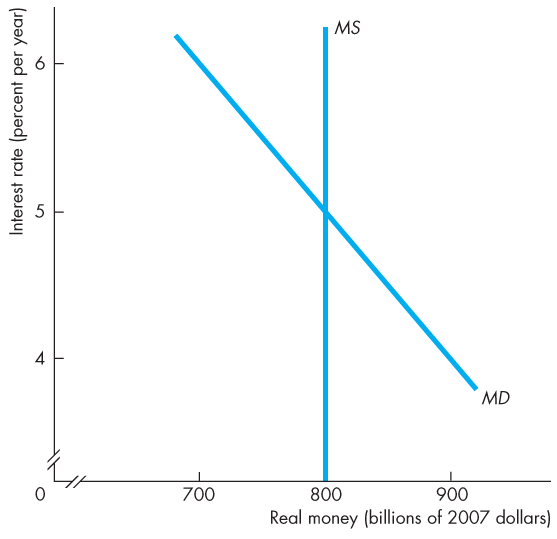 Interest rate (percent per year)
MS
6
5
4
MD
0
700
800
900
Real money (billions of 2007 dollars)